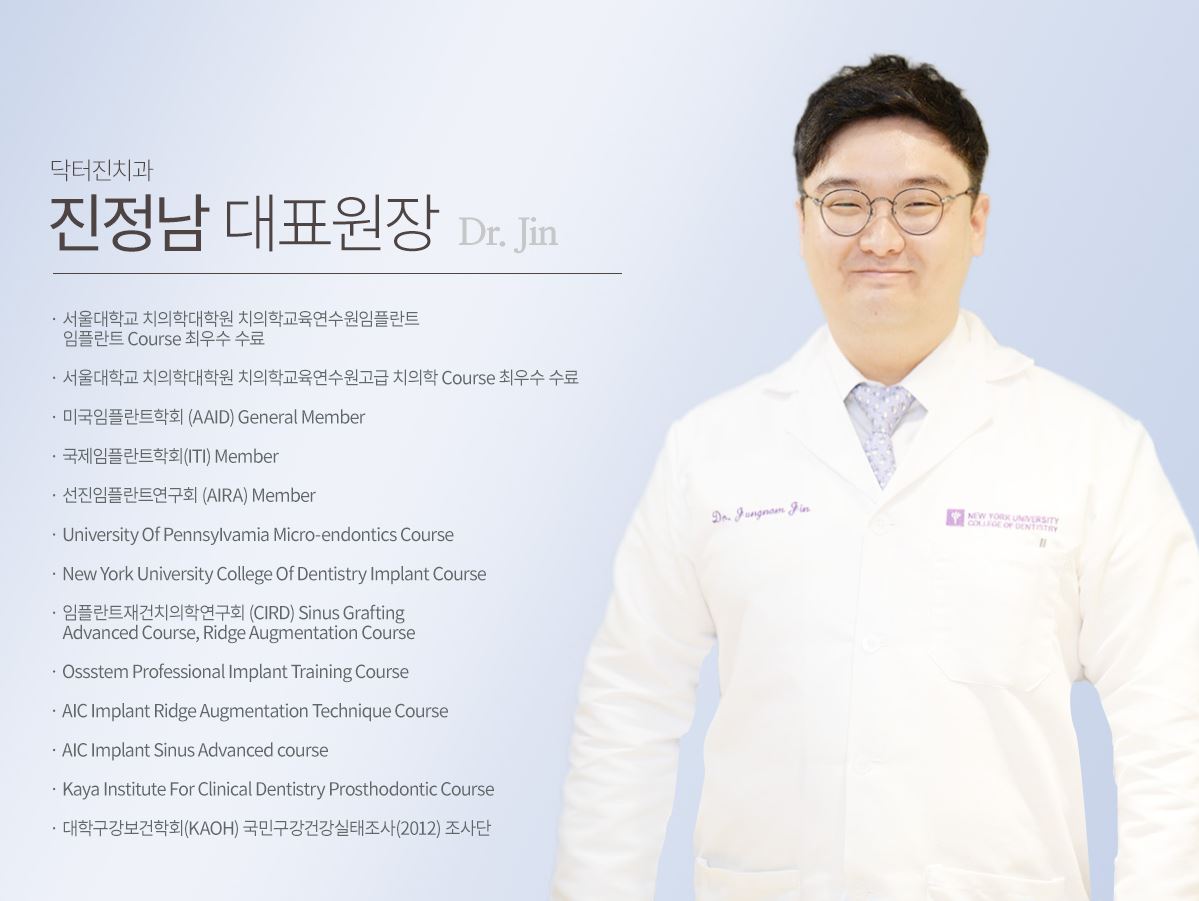 닥터진치과
진정남 대표원장 Dr. Jin
· 서울대학교 치의학대학원 치의학교육연수원임플란트
임플란트 Course 최우수 수료
· 서울대학교 치의학대학원 치의학교육연수원고급 치의학 Course 최우수 수료
· 미국임플란트학회 (AAID) General Member
· 국제임플란트학회(ITI) Member
· 선진임플란트연구회 (AIRA) Member
· University Of Pennsylvamia Micro-endontics Course
· New York University College Of Dentistry Implant Course
· 임플란트재건치의학연구회 (CIRD) Sinus Grafting
Advanced Course, Ridge Augmentation Course
· Ossstem Professional Implant Training Course
· AIC Implant Ridge Augmentation Technique Course
· AIC Implant Sinus Advanced course
· Kaya Institute For Clinical Dentistry Prosthodontic Course
· 대학구강보건학회(KAOH) 국민구강건강실태조사(2012) 조사단
Dr. Jungnam Jin
NEW YORK UNIVERSITY
COLLEGE OF DENTISTRY